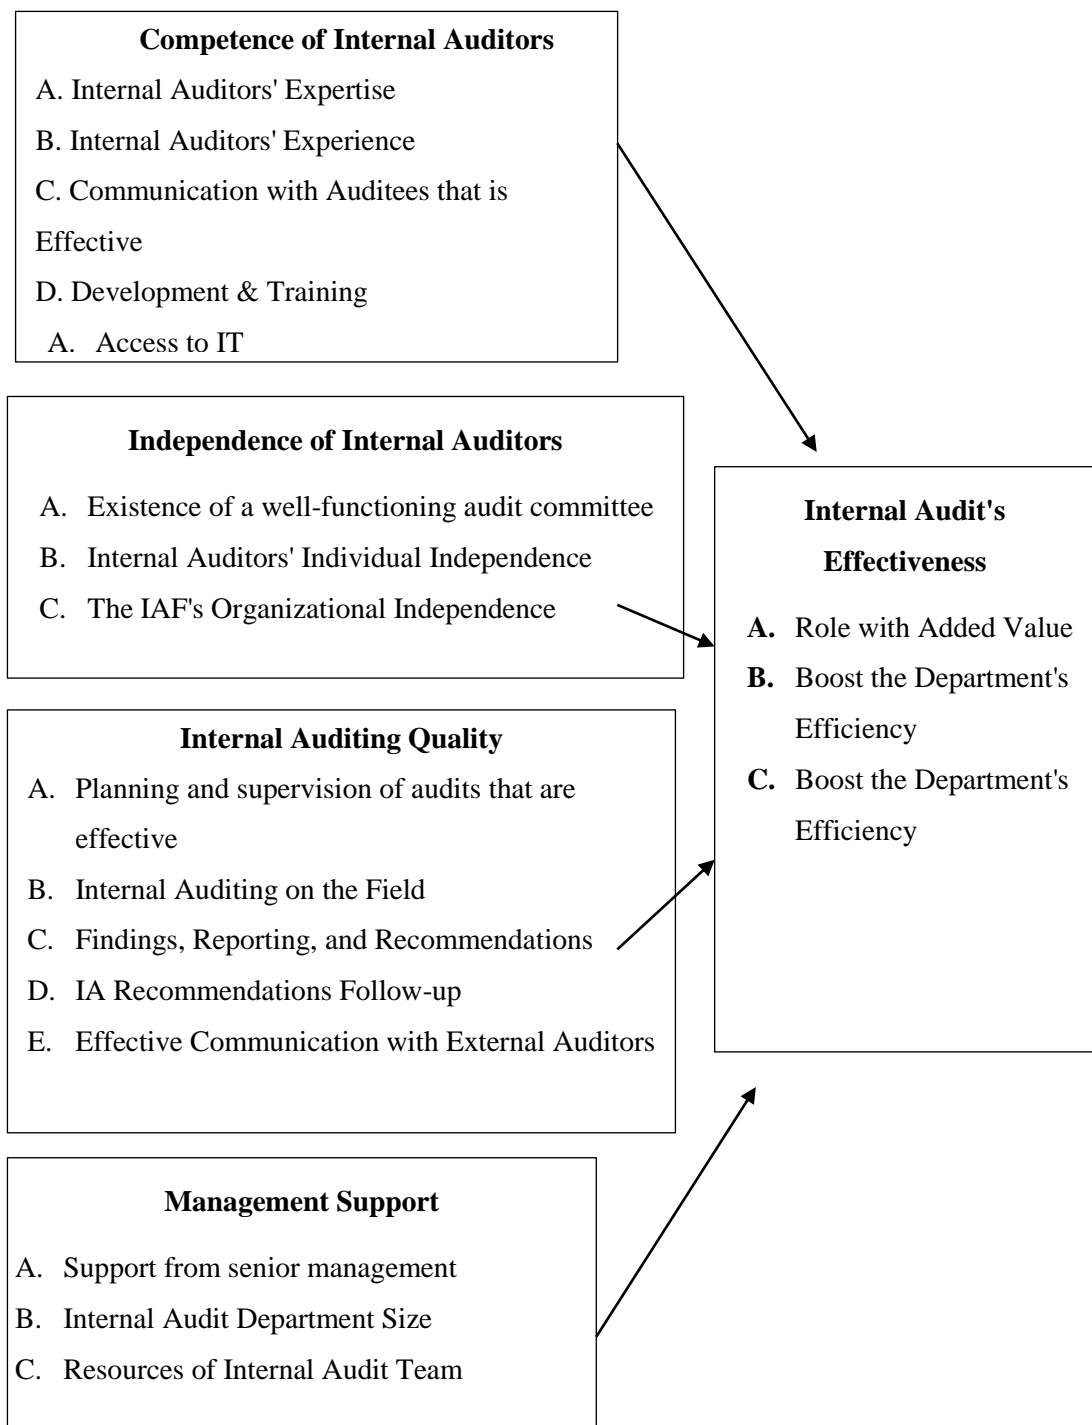 Competence of Internal Auditors
A. Internal Auditors' Expertise
B. Internal Auditors' Experience
C. Communication with Auditees that is
Effective
D. Development & Training
A. Access to IT
Independence of Internal Auditors
A. Existence of a well-functioning audit committee
B. Internal Auditors' Individual Independence
C. The IAF's Organizational Independence
Internal Auditing Quality
A. Planning and supervision of audits that are
effective
B. Internal Auditing on the Field
C. Findings, Reporting, and Recommendations
D. IA Recommendations Follow-up
E. Effective Communication with External Auditors
Management Support
A. Support from senior management
B. Internal Audit Department Size
C. Resources of Internal Audit Team
Internal Audit's
Effectiveness
A. Role with Added Value
B. Boost the Department's
Efficiency
C. Boost the Department's
Efficiency